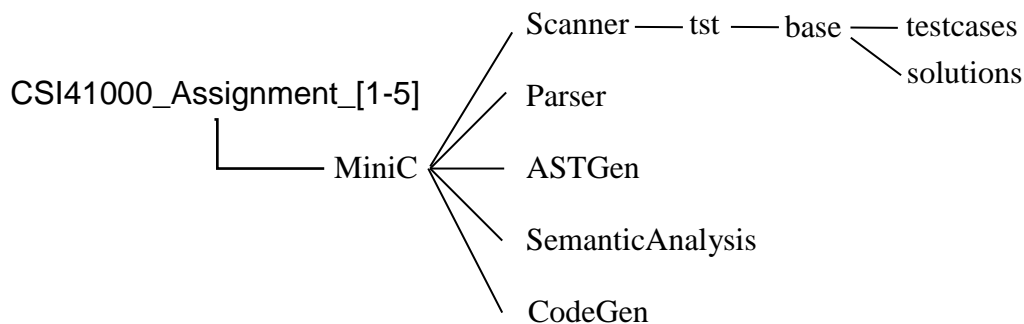 Scanner tst base testcases
solutions
CSI41000_Assignment_[1-5]
Parser
MiniC
ASTGen
SemanticAnalysis
CodeGen